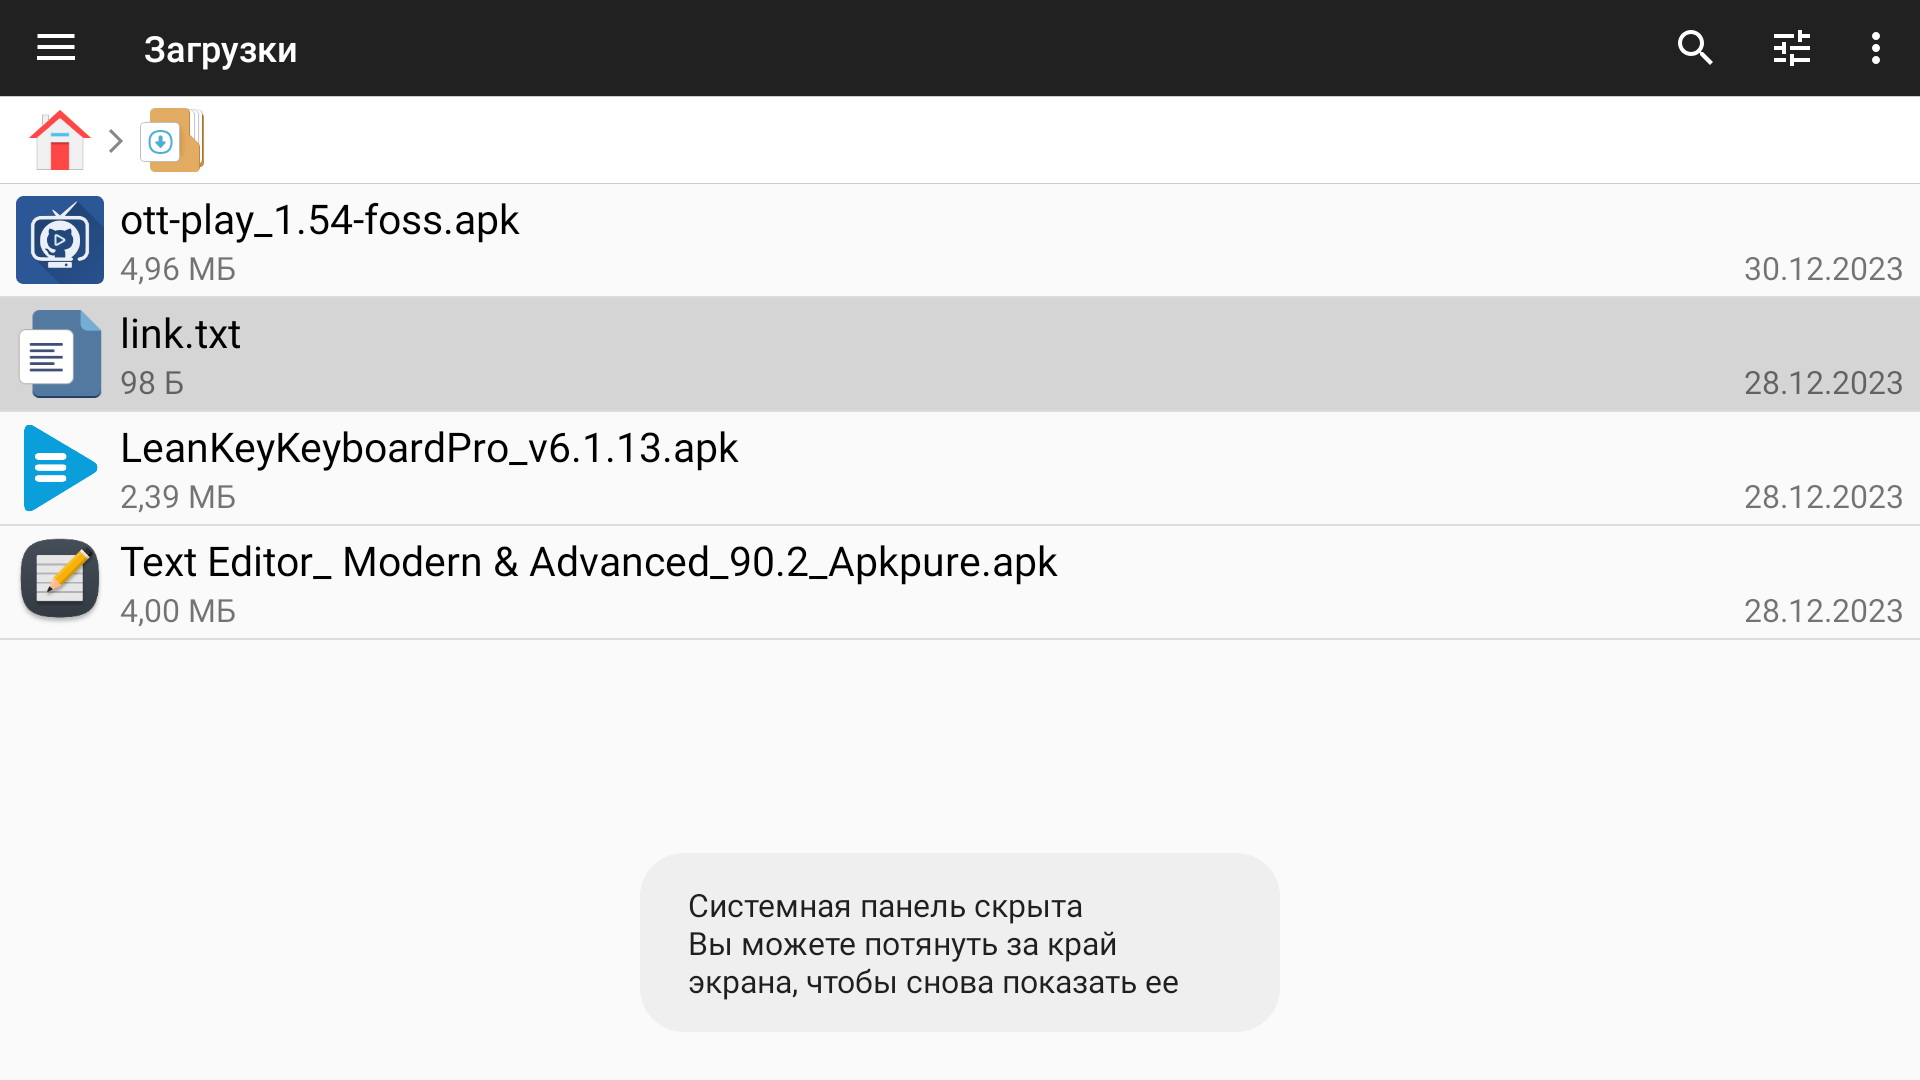 Загрузки
ott-play_1.54-foss.apk
4,96 МБ
30.12.2023
link.txt
98 Б
28.12.2023
LeanKeyKeyboardPro_v6.1.13.apk
2,39 МБ
28.12.2023
Text Editor_ Modern & Advanced_90.2_Apkpure.apk
4,00 МБ
28.12.2023
Системная панель скрыта
Вы можете потянуть за край
экрана, чтобы снова показать ее